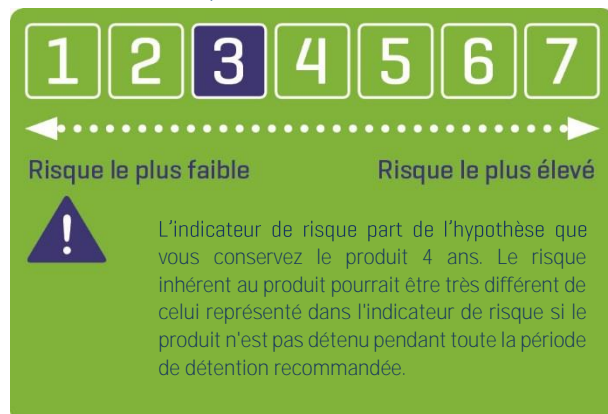 1 2 3 4 5 6 7
Risque le plus faible Risque le plus élevé
!
L'indicateur de risque part de l'hypothèse que
vous conservez le produit 4 ans. Le risque
inhérent au produit pourrait être très différent de
celui représenté dans l'indicateur de risque si le
produit n'est pas détenu pendant toute la période
de détention recommandée.